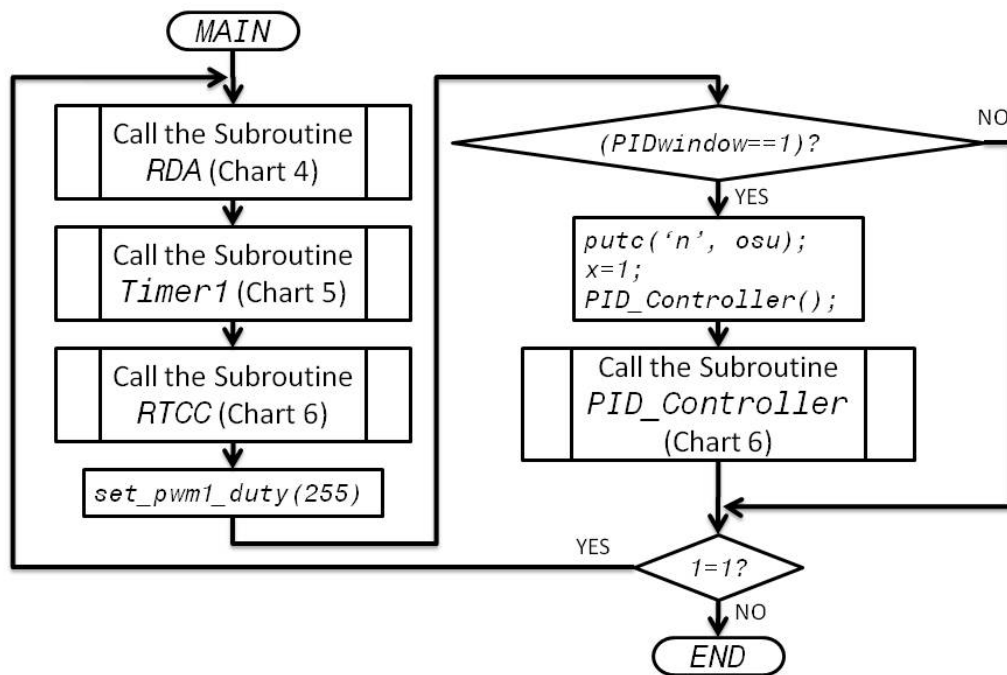 MAIN
Call the Subroutine
RDA (Chart 4)
Call the Subroutine
Timer1 (Chart 5)
Call the Subroutine
RTCC (Chart 6)
set_pwm1_duty(255)
(PIDwindow==1)?
NO
YES
putc(‘n’, osu);
x=1;
PID_Controller();
Call the Subroutine
PID_Controller
(Chart 6)
YES
1=1?
NO
END